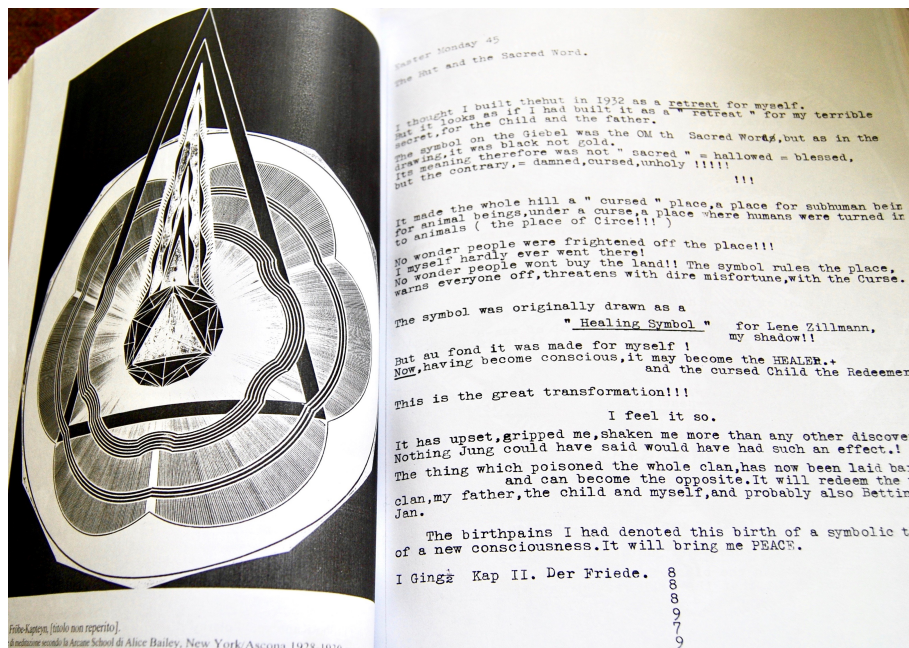 Fröbe-Kapteyn, [titolo non reperito].
di meditazione secondo la Arcane School di Alice Bailey, New York/Ascona 1928-1930
Easter Monday 45
The Hut and the Sacred Word.
I thought I built thehut in I932 as a retreat for myself.
But it looks as if I had built it as a " retreat " for my terrible
secret,for the Child and the father.
The symbol on the Giebel was the OM th Sacred Word,but as in the
drawing,it was black not gold.
Its meaning therefore was not " sacred " = hallowed = blessed,
but the contrary,= damned,cursed,unholy !!!!!
!!!
It made the whole hill a " cursed " place,a place for subhuman bein
for animal beings,under a curse,a place where humans were turned in
to animals ( the place of Circe!!! )
No wonder people were frightened off the place!!!
I myself hardly ever went there!
No wonder people wont buy the land!! The symbol rules the place,
warns everyone off,threatens with dire misfortune,with the Curse.
The symbol was originally drawn as a
" Healing Symbol " for Lene Zillmann,
my shadow!!
But au fond it was made for myself !
Now,having become conscious,it may become the HEALER.+
and the cursed Child the Redeemer
This is the great transformation!!!
I feel it so.
It has upset,gripped me,shaken me more than any other discove
Nothing Jung could have said would have had such an effect.!
The thing which poisoned the whole clan,has now been laid ba
and can become the opposite.It will redeem the
clan,my father,the child and myself,and probably also Bettin
Jan.
The birthpains I had denoted this birth of a symbolic t
of a new consciousness.It will bring me PEACE.
I Ging Kap II. Der Friede. 8
8
8
9
7
9